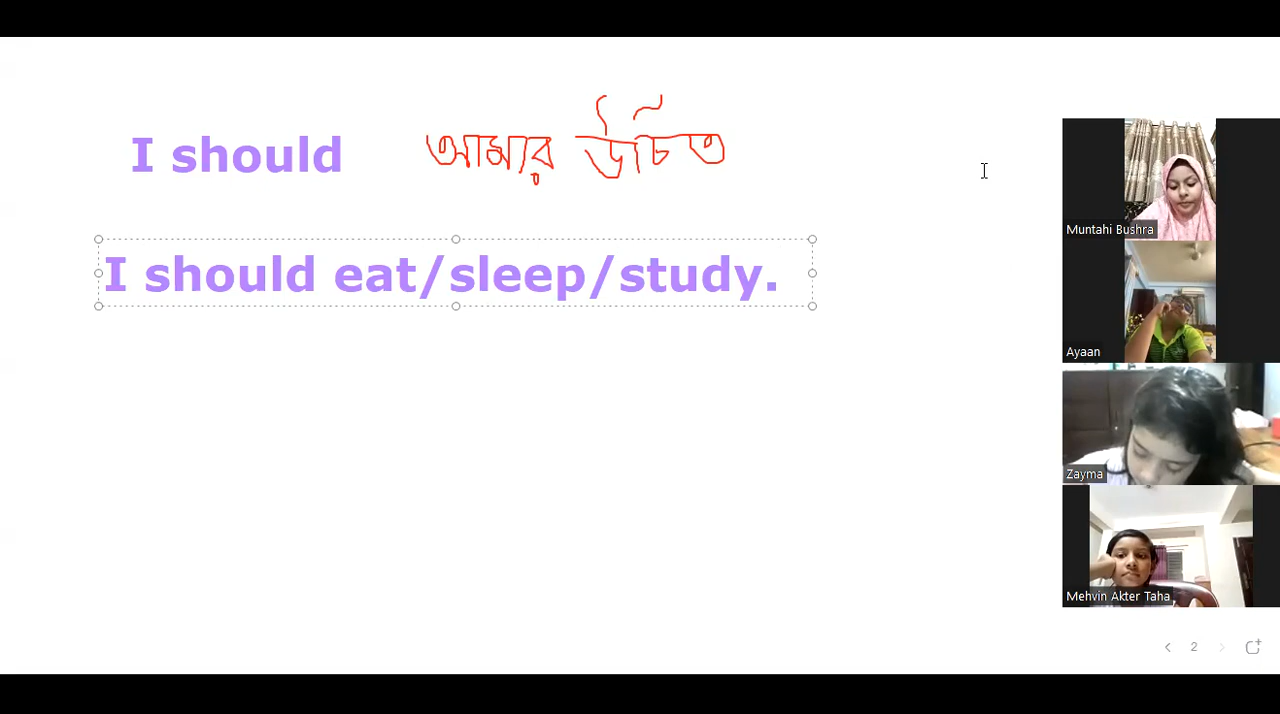 I should আমার উচিত
I should eat/sleep/study.
Muntahi Bushra
Ayaan
Zayma
Mehvin Akter Taha
2